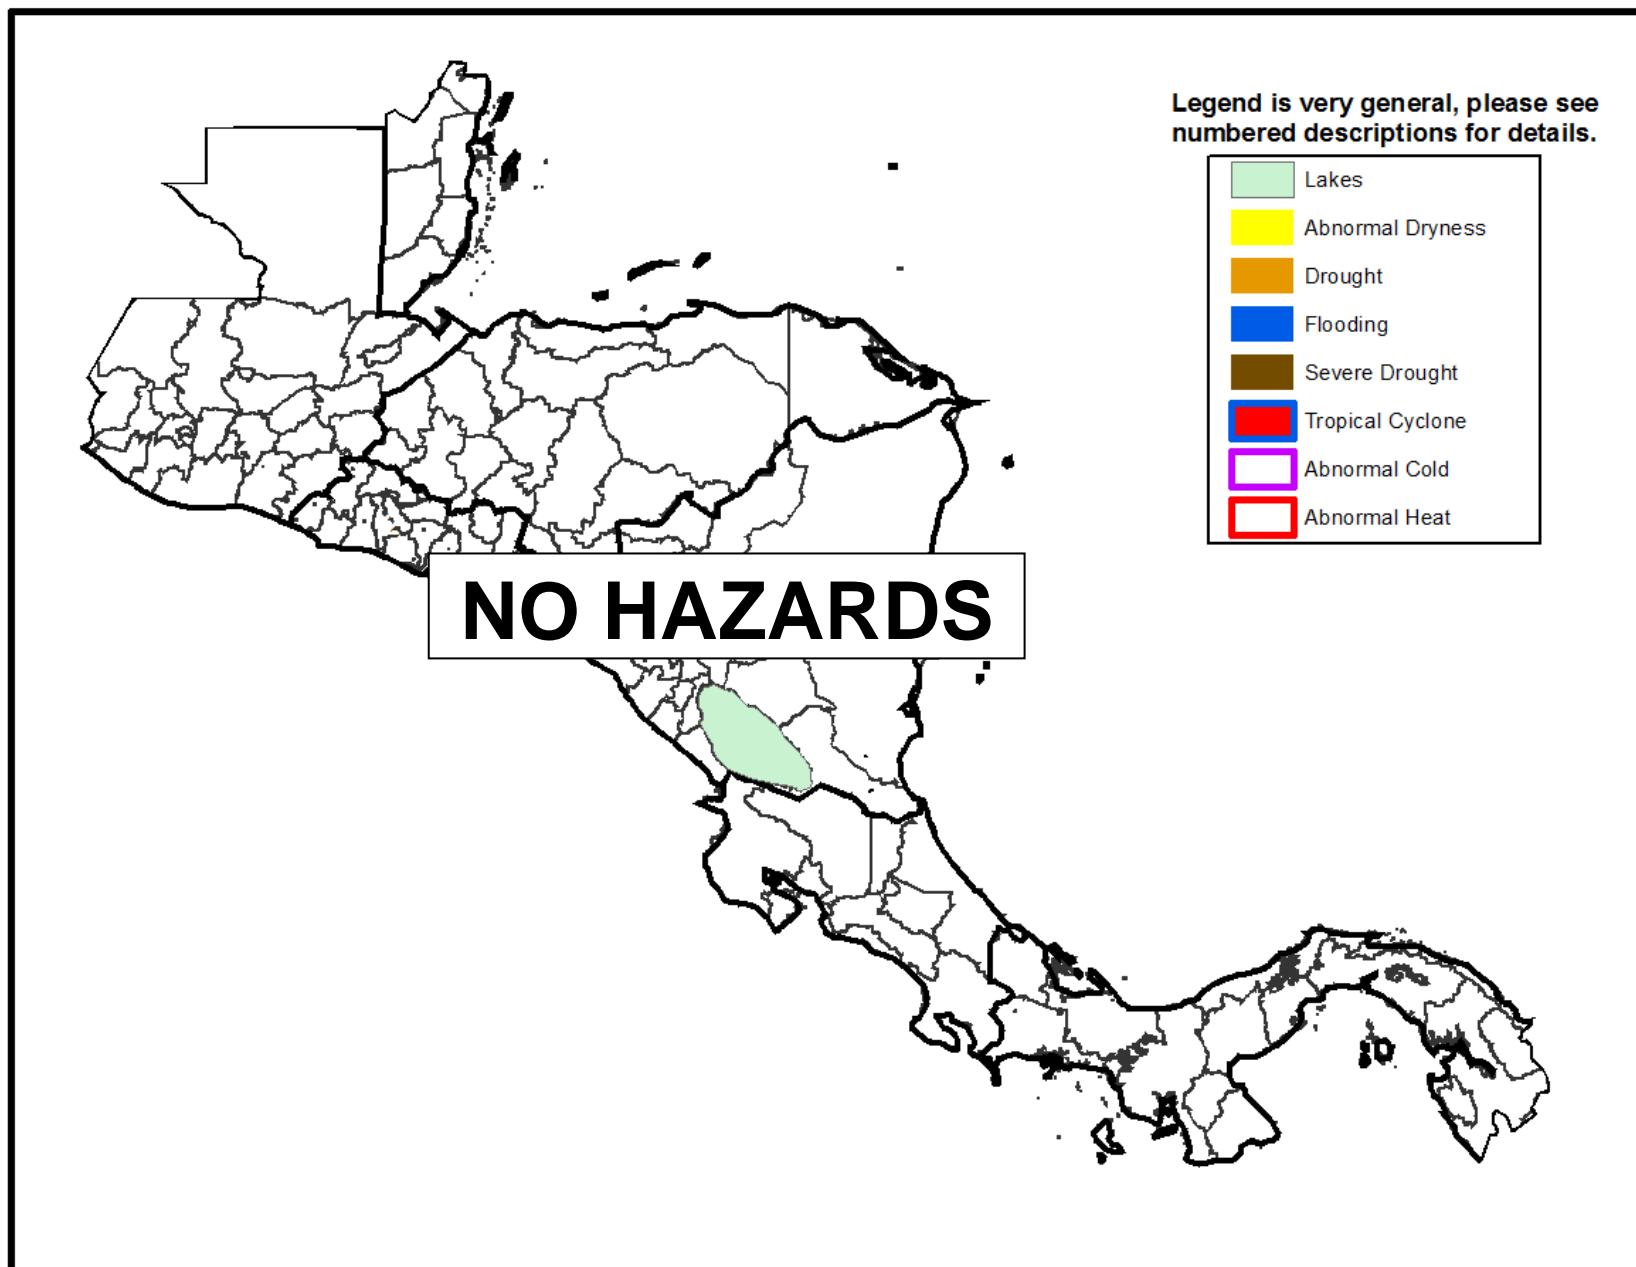 Legend is very general, please see
numbered descriptions for details.
Lakes
Abnormal Dryness
Drought
Flooding
Severe Drought
Tropical Cyclone
Abnormal Cold
Abnormal Heat
NO HAZARDS